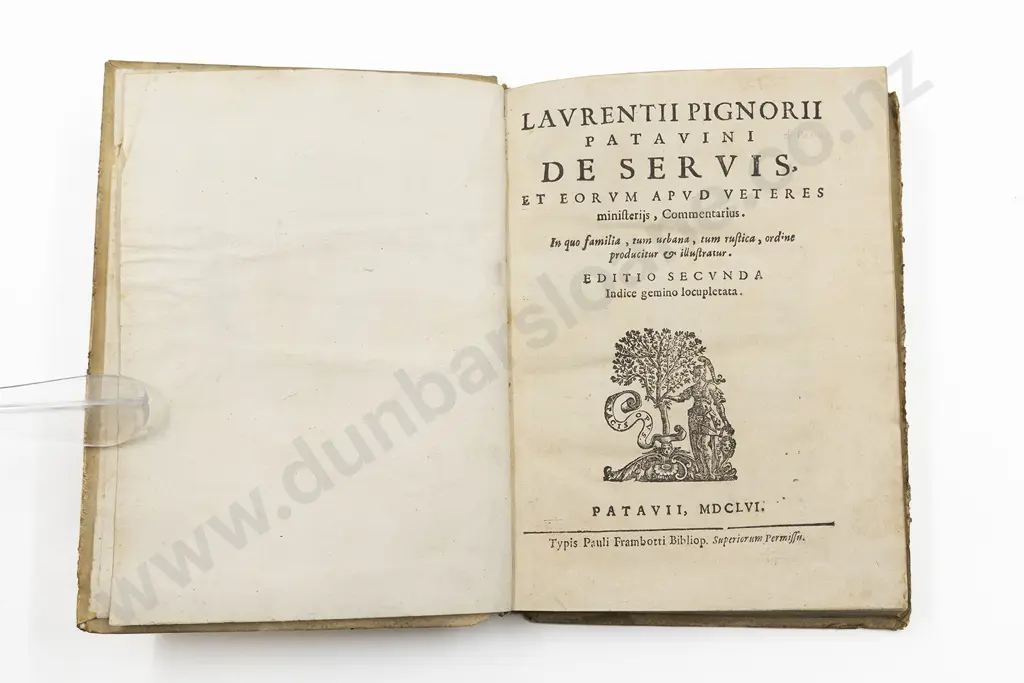 LAVRENTII PIGNORII
PATAVINI
DE SERVIS,
ET EORVM APVD VETERES
miniſterijs, Commentarius.
In quo familia, tum urbana, tum ruſtica, ordine
producitur & illuſtratur.
EDITIO SECVNDA
Indice gemino locupletata.
PATAVII, MDCLVI.
Typis Pauli Frambotti Bibliop. Superiorum Permiſſu.
www.dunbarsloane.co.nz